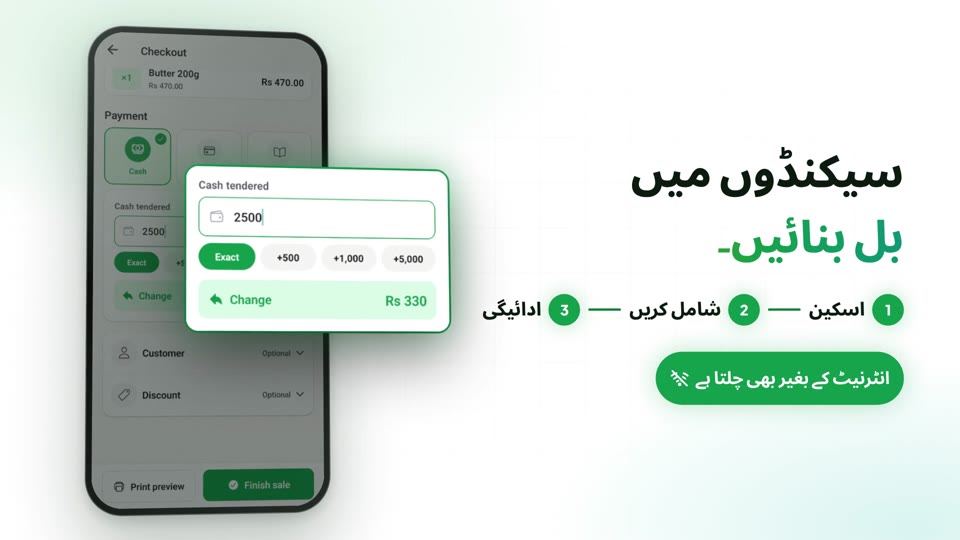 Checkout
×1
Butter 200g
Rs 470.00
Rs 470.00
Payment
Cash
Cash tendered
2500
Exact
Change
Cash tendered
2500
Exact
+500
+1,000
+5,000
Change
Rs 330
Customer
Optional
Discount
Optional
Print preview
Finish sale
سیکنڈوں میں
بل بنائیں۔
1 اسکین 2 شامل کریں 3 ادائیگی
انٹرنیٹ کے بغیر بھی چلتا ہے